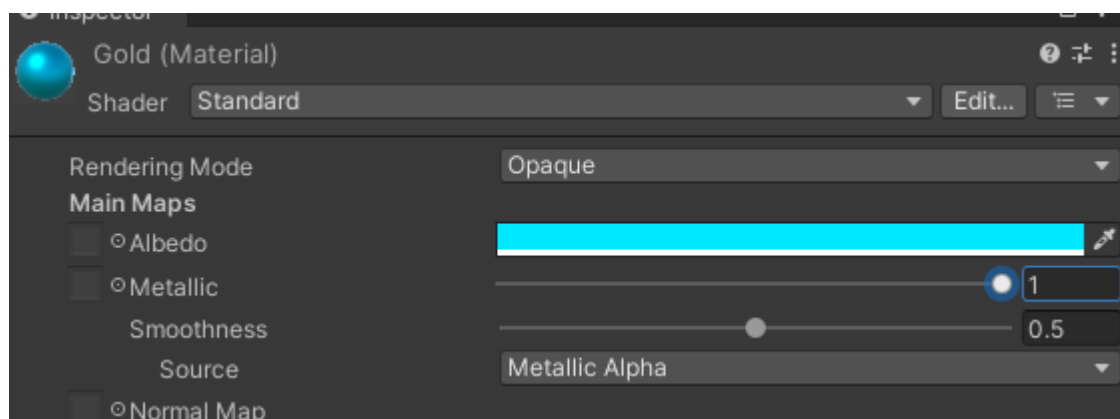 Inspector
Gold (Material)
Shader Standard Edit...
Rendering Mode Opaque
Main Maps
Albedo
Metallic 1
Smoothness 0.5
Source Metallic Alpha
Normal Map